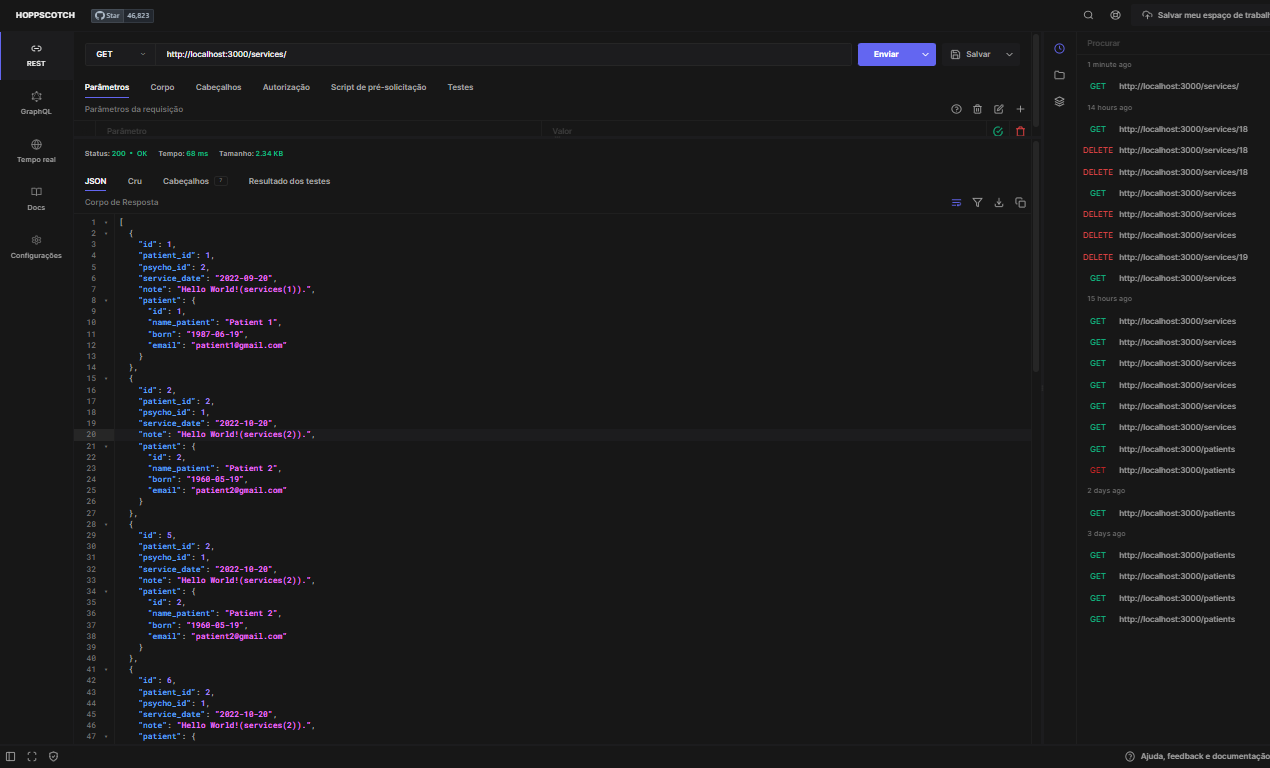 HOPPSCOTCH
Star 46,823
Salvar meu espaço de trabal
REST
GraphQL
Tempo real
Docs
Configurações
GET http://localhost:3000/services/
Enviar
Salvar
Parâmetros Corpo Cabeçalhos Autorização Script de pré-solicitação Testes
Parâmetros da requisição
Parâmetro Valor
Status: 200 • OK Tempo: 68 ms Tamanho: 2.34 KB
JSON Cru Cabeçalhos 7 Resultado dos testes
Corpo de Resposta
1 [
2 {
3 "id": 1,
4 "patient_id": 1,
5 "psycho_id": 2,
6 "service_date": "2022-09-20",
7 "note": "Hello World!(services(1)).",
8 "patient": {
9 "id": 1,
10 "name_patient": "Patient 1",
11 "born": "1987-06-19",
12 "email": "patient1@gmail.com"
13 }
14 },
15 {
16 "id": 2,
17 "patient_id": 2,
18 "psycho_id": 1,
19 "service_date": "2022-10-20",
20 "note": "Hello World!(services(2)).",
21 "patient": {
22 "id": 2,
23 "name_patient": "Patient 2",
24 "born": "1960-05-19",
25 "email": "patient2@gmail.com"
26 }
27 },
28 {
29 "id": 5,
30 "patient_id": 2,
31 "psycho_id": 1,
32 "service_date": "2022-10-20",
33 "note": "Hello World!(services(2)).",
34 "patient": {
35 "id": 2,
36 "name_patient": "Patient 2",
37 "born": "1960-05-19",
38 "email": "patient2@gmail.com"
39 }
40 },
41 {
42 "id": 6,
43 "patient_id": 2,
44 "psycho_id": 1,
45 "service_date": "2022-10-20",
46 "note": "Hello World!(services(2)).",
47 "patient": {
Procurar
1 minute ago
GET http://localhost:3000/services/
14 hours ago
GET http://localhost:3000/services/18
DELETE http://localhost:3000/services/18
DELETE http://localhost:3000/services/18
GET http://localhost:3000/services
DELETE http://localhost:3000/services
DELETE http://localhost:3000/services
DELETE http://localhost:3000/services/19
GET http://localhost:3000/services
15 hours ago
GET http://localhost:3000/services
GET http://localhost:3000/services
GET http://localhost:3000/services
GET http://localhost:3000/services
GET http://localhost:3000/services
GET http://localhost:3000/services
GET http://localhost:3000/patients
GET http://localhost:3000/patients
2 days ago
GET http://localhost:3000/patients
3 days ago
GET http://localhost:3000/patients
GET http://localhost:3000/patients
GET http://localhost:3000/patients
GET http://localhost:3000/patients
Ajuda, feedback e documentação